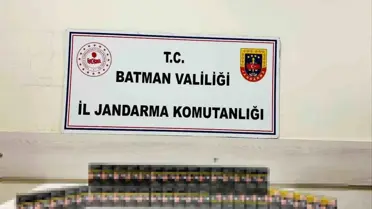 T.C.
BATMAN VALİLİĞİ
İL JANDARMA KOMUTANLIĞI